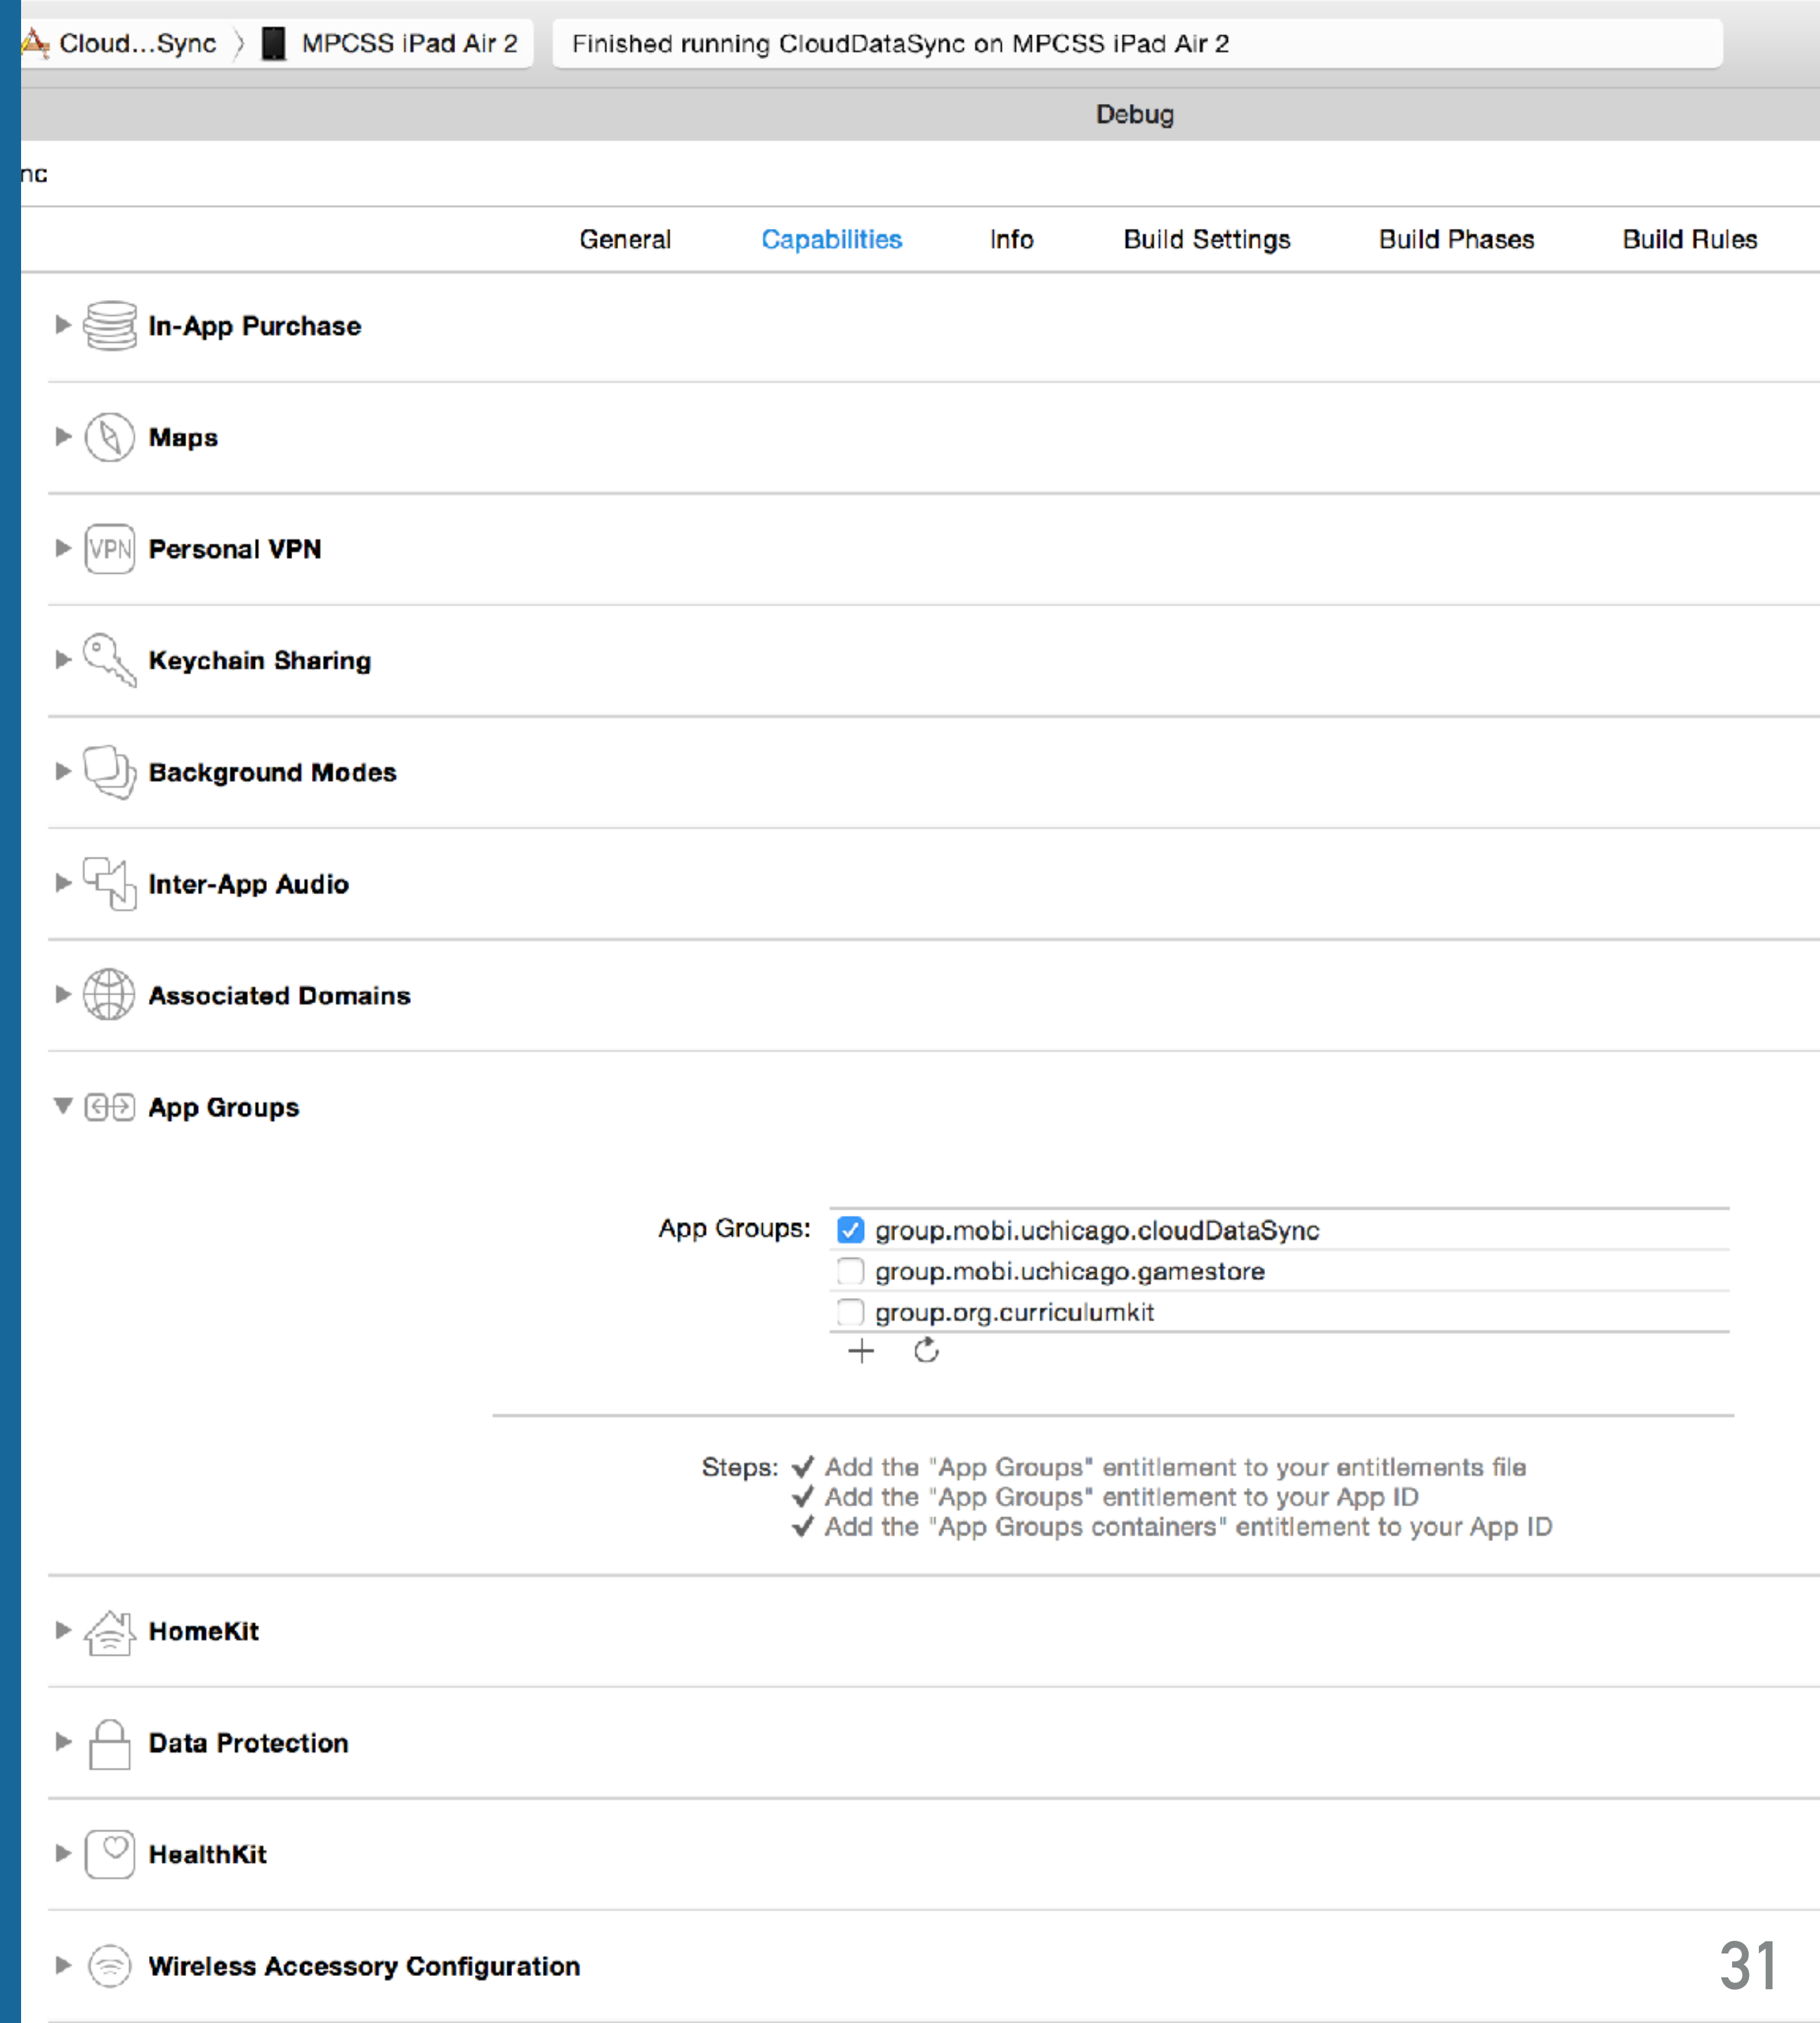 Cloud...Sync 〉 MPCSS iPad Air 2 Finished running CloudDataSync on MPCSS iPad Air 2
Debug
nc
General Capabilities Info Build Settings Build Phases Build Rules
In-App Purchase
Maps
VPN Personal VPN
Keychain Sharing
Background Modes
Inter-App Audio
Associated Domains
App Groups
App Groups: group.mobi.uchicago.cloudDataSync
group.mobi.uchicago.gamestore
group.org.curriculumkit
Steps: ✓ Add the "App Groups" entitlement to your entitlements file
✓ Add the "App Groups" entitlement to your App ID
✓ Add the "App Groups containers" entitlement to your App ID
HomeKit
Data Protection
HealthKit
Wireless Accessory Configuration
31